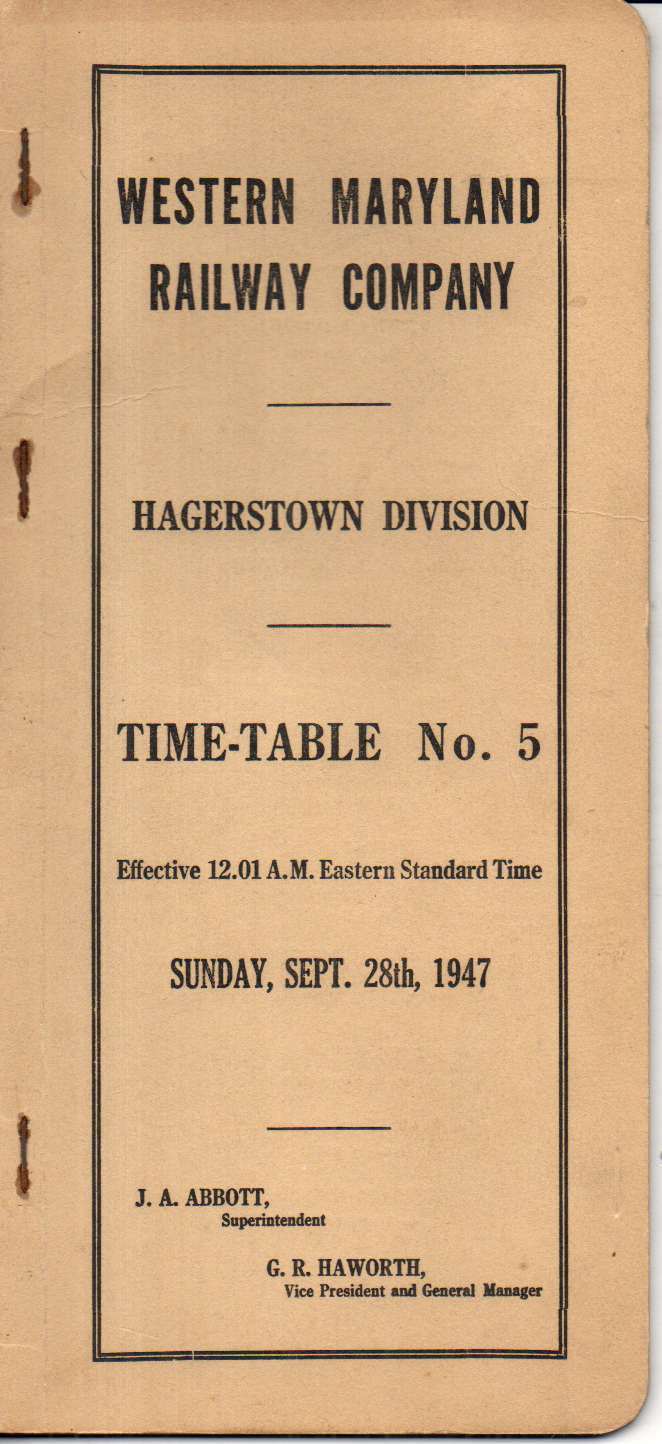 WESTERN MARYLAND
RAILWAY COMPANY
HAGERSTOWN DIVISION
TIME-TABLE No. 5
Effective 12.01 A.M. Eastern Standard Time
SUNDAY, SEPT. 28th, 1947
J. A. ABBOTT,
Superintendent
G. R. HAWORTH,
Vice President and General Manager